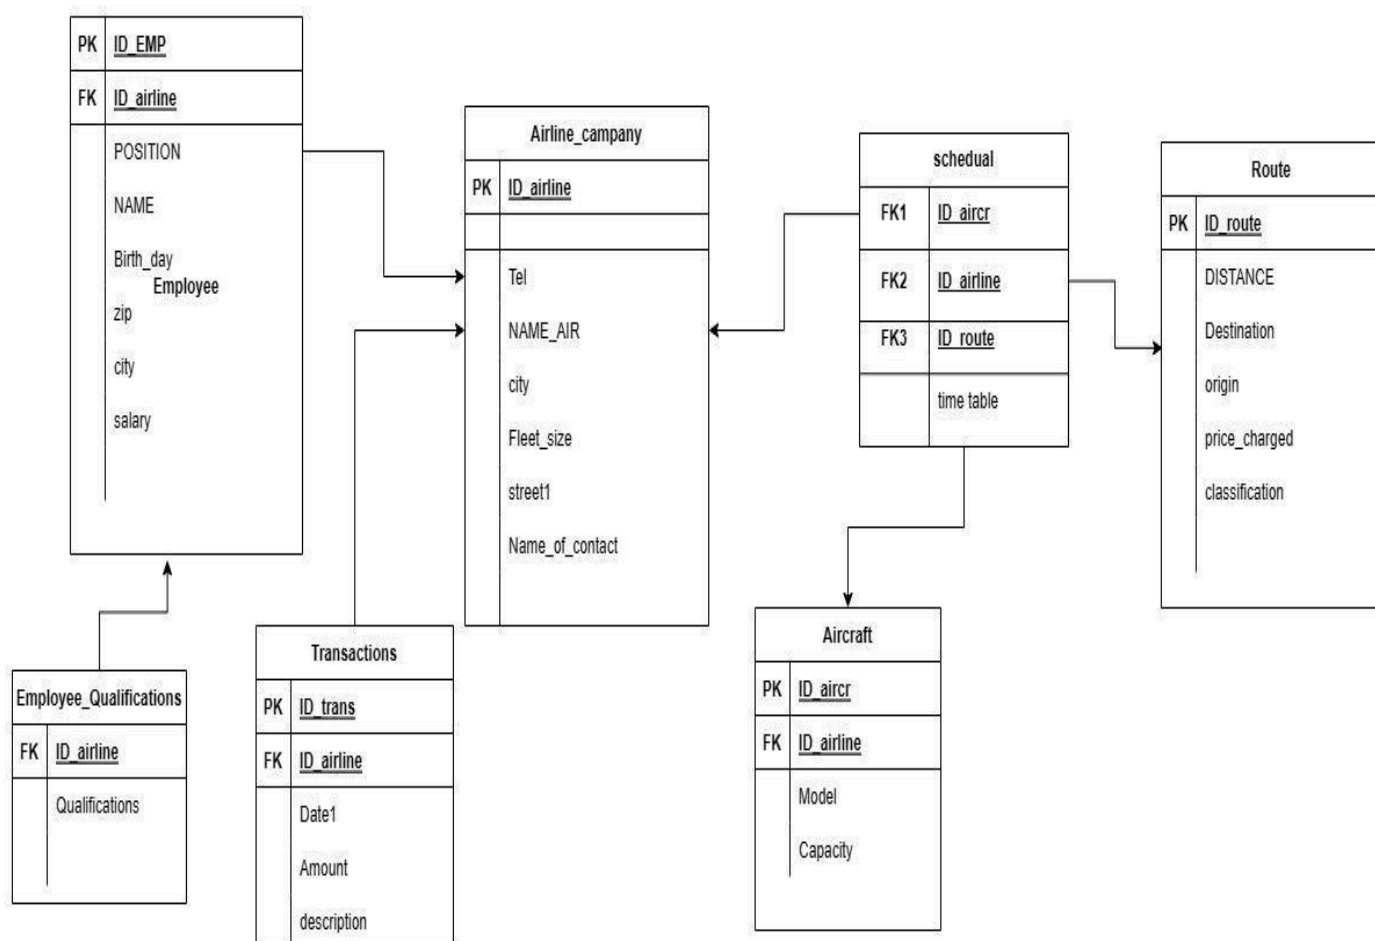 PK ID_EMP
FK ID_airline
POSITION
NAME
Birth_day
Employee
zip
city
salary
Airline_campany
PK ID_airline
Tel
NAME_AIR
city
Fleet_size
street1
Name_of_contact
schedual
FK1 ID_aircr
FK2 ID_airline
FK3 ID_route
time table
Route
PK ID_route
DISTANCE
Destination
origin
price_charged
classification
Employee_Qualifications
FK ID_airline
Qualifications
Transactions
PK ID_trans
FK ID_airline
Date1
Amount
description
Aircraft
PK ID_aircr
FK ID_airline
Model
Capacity